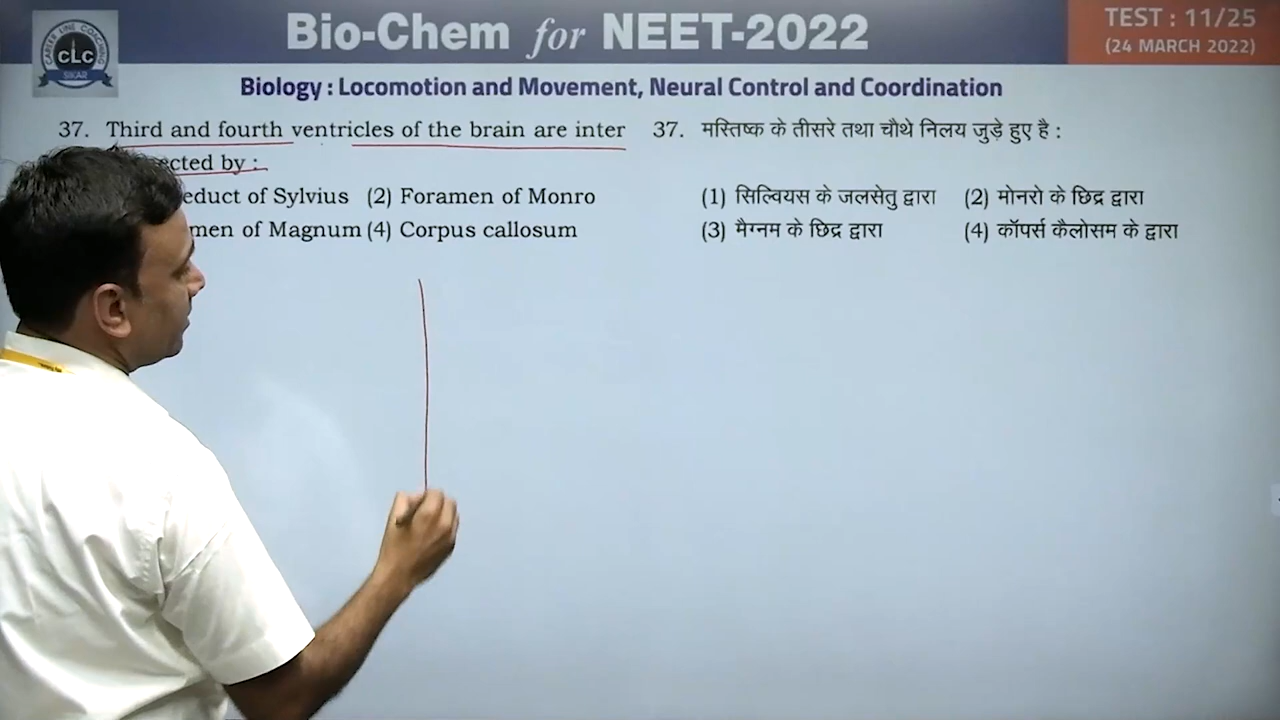 CAREER LINE COACHING
CLC
SIKAR
Bio-Chem for NEET-2022
TEST : 11/25
(24 MARCH 2022)
Biology : Locomotion and Movement, Neural Control and Coordination
37. Third and fourth ventricles of the brain are inter
ected by :
educt of Sylvius (2) Foramen of Monro
men of Magnum (4) Corpus callosum
37. मस्तिष्क के तीसरे तथा चौथे निलय जुड़े हुए है :
(1) सिल्वियस के जलसेतु द्वारा (2) मोनरो के छिद्र द्वारा
(3) मैग्नम के छिद्र द्वारा (4) कॉपर्स कैलोसम के द्वारा